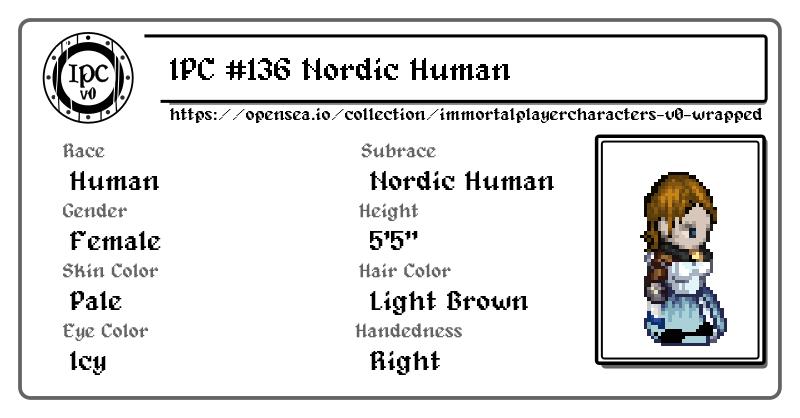 IPC
v0
IPC #136 Nordic Human
https://opensea.io/collection/immortalplayercharacters-v0-wrapped
Race
Subrace
Human
Nordic Human
Gender
Height
Female
5'5"
Skin Color
Hair Color
Pale
Light Brown
Eye Color
Handedness
Icy
Right